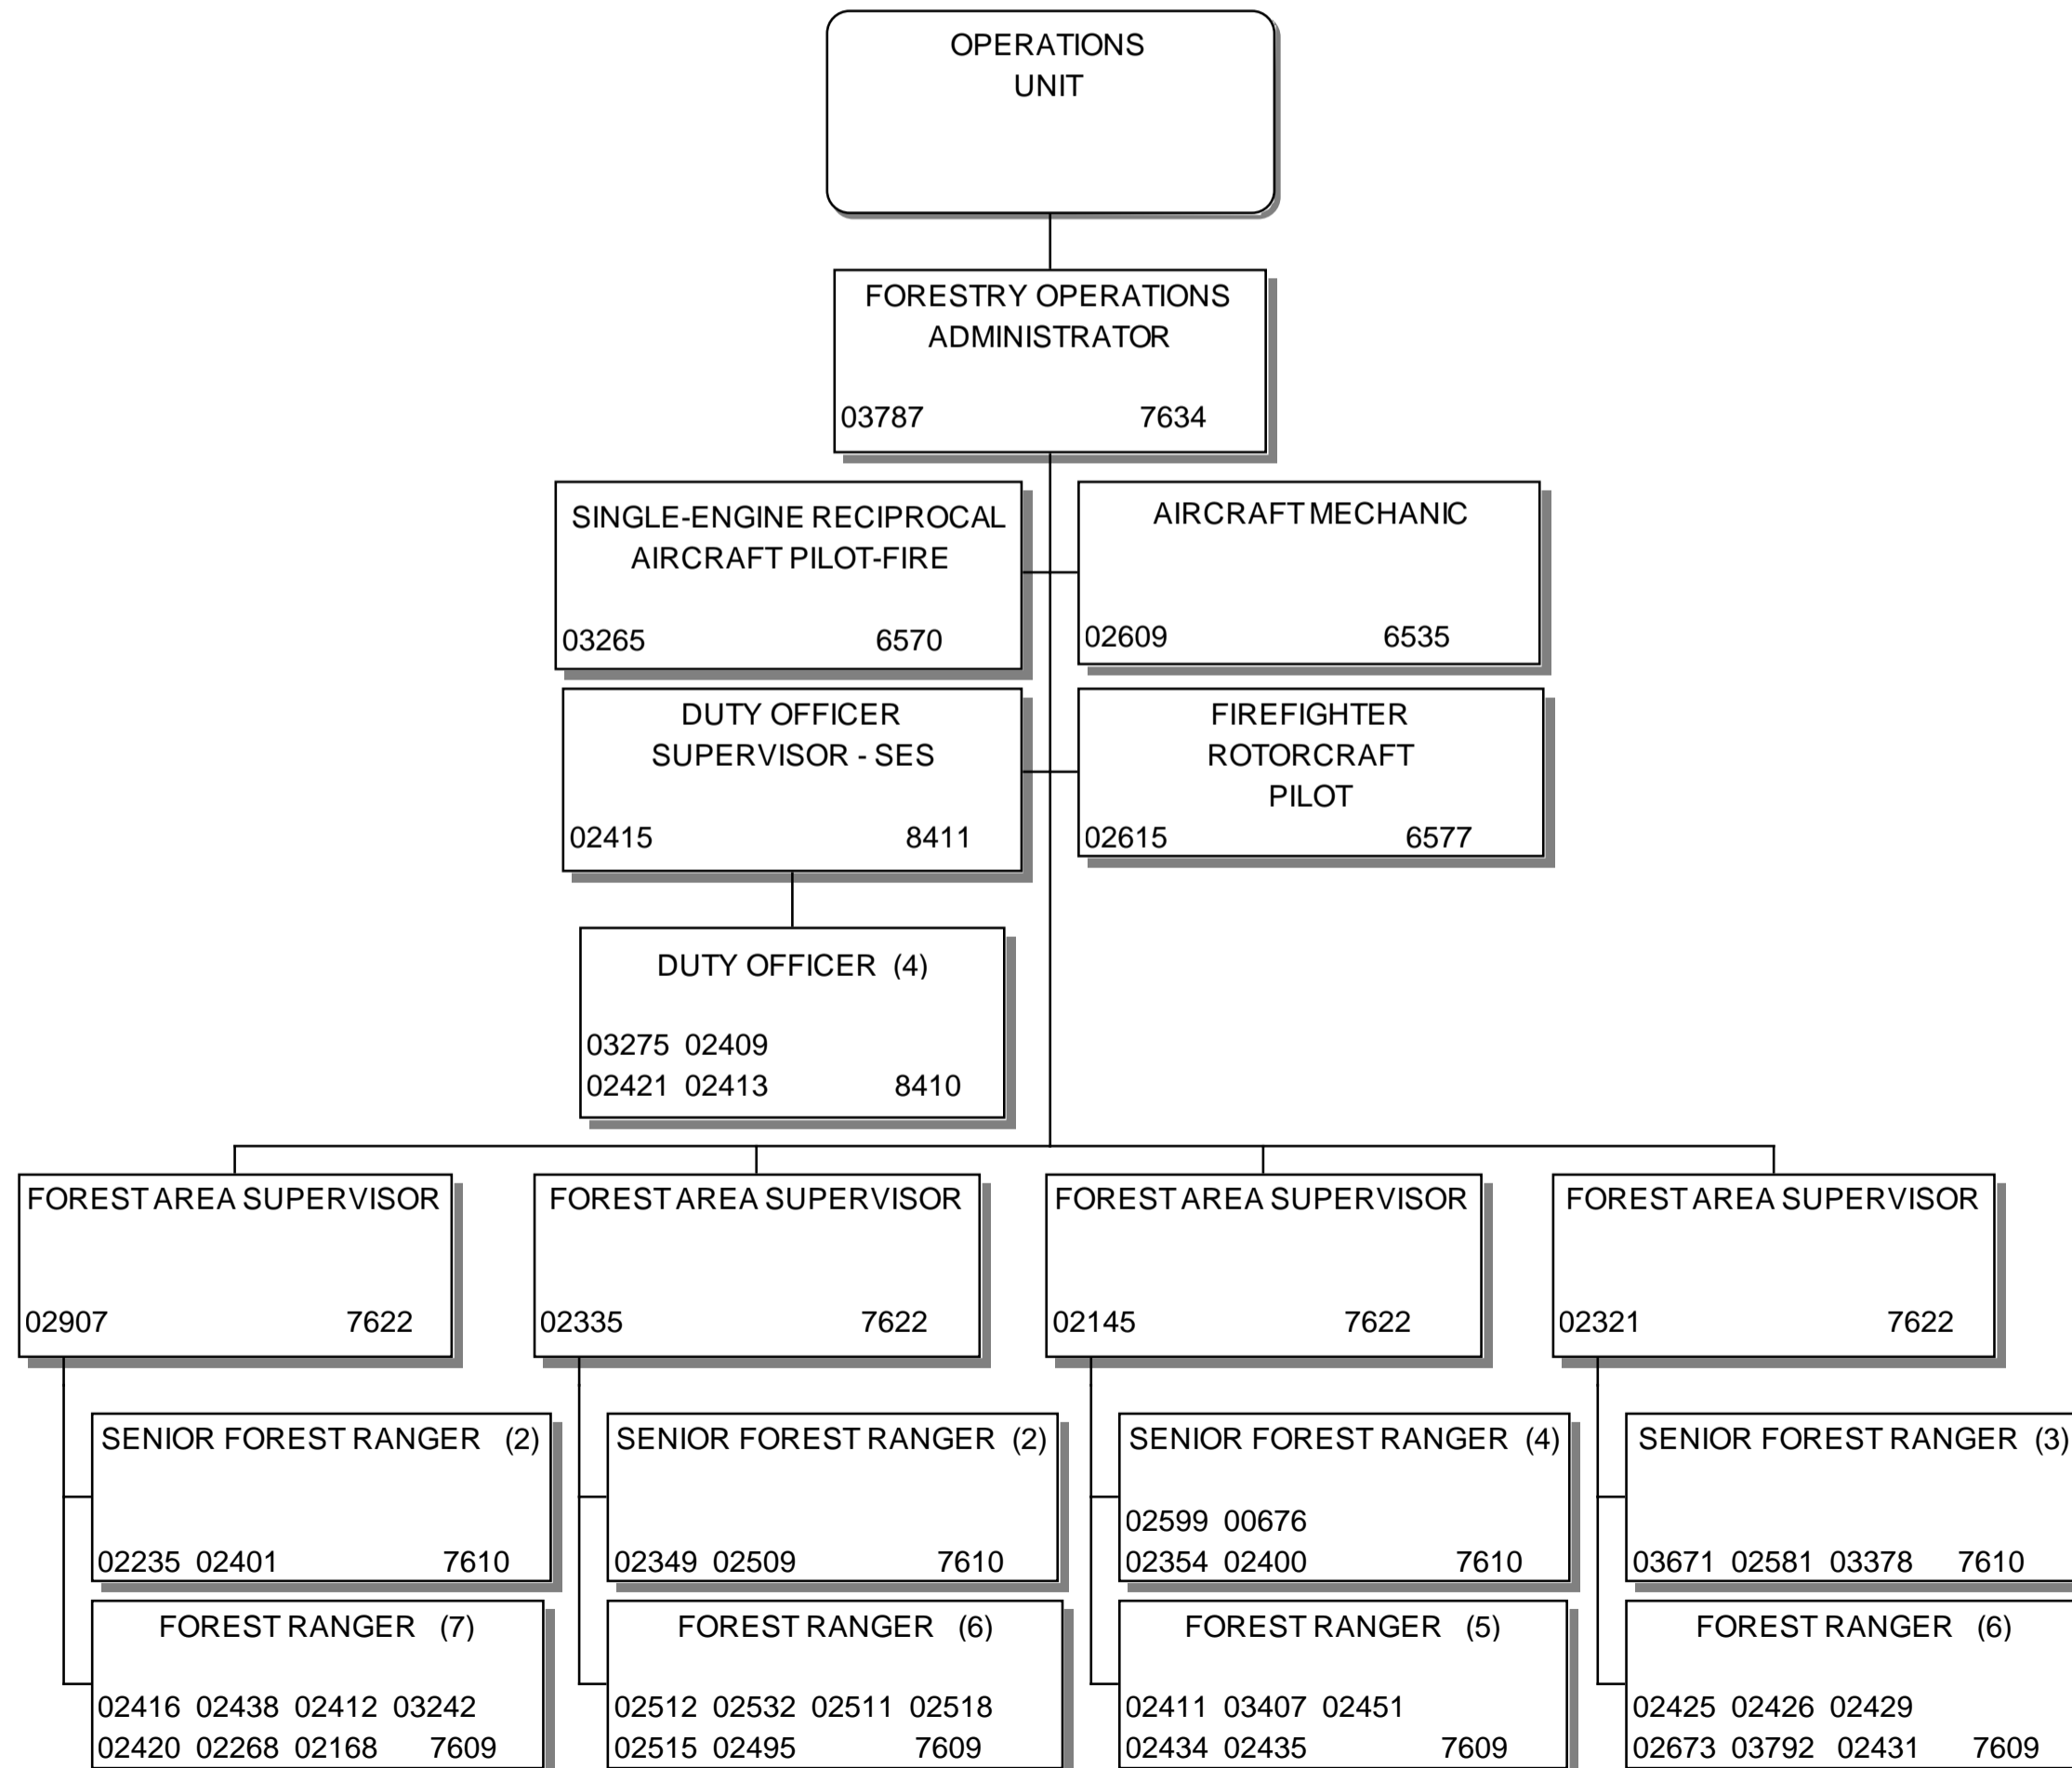 OPERATIONS
UNIT
FORESTRY OPERATIONS
ADMINISTRATOR
03787 7634
SINGLE-ENGINE RECIPROCAL
AIRCRAFT PILOT-FIRE
03265 6570
AIRCRAFT MECHANIC
02609 6535
DUTY OFFICER
SUPERVISOR - SES
02415 8411
FIREFIGHTER
ROTORCRAFT
PILOT
02615 6577
DUTY OFFICER (4)
03275 02409
02421 02413 8410
FOREST AREA SUPERVISOR
02907 7622
FOREST AREA SUPERVISOR
02335 7622
FOREST AREA SUPERVISOR
02145 7622
FOREST AREA SUPERVISOR
02321 7622
SENIOR FOREST RANGER (2)
02235 02401 7610
SENIOR FOREST RANGER (2)
02349 02509 7610
SENIOR FOREST RANGER (4)
02599 00676
02354 02400 7610
SENIOR FOREST RANGER (3)
03671 02581 03378 7610
FOREST RANGER (7)
02416 02438 02412 03242
02420 02268 02168 7609
FOREST RANGER (6)
02512 02532 02511 02518
02515 02495 7609
FOREST RANGER (5)
02411 03407 02451
02434 02435 7609
FOREST RANGER (6)
02425 02426 02429
02673 03792 02431 7609